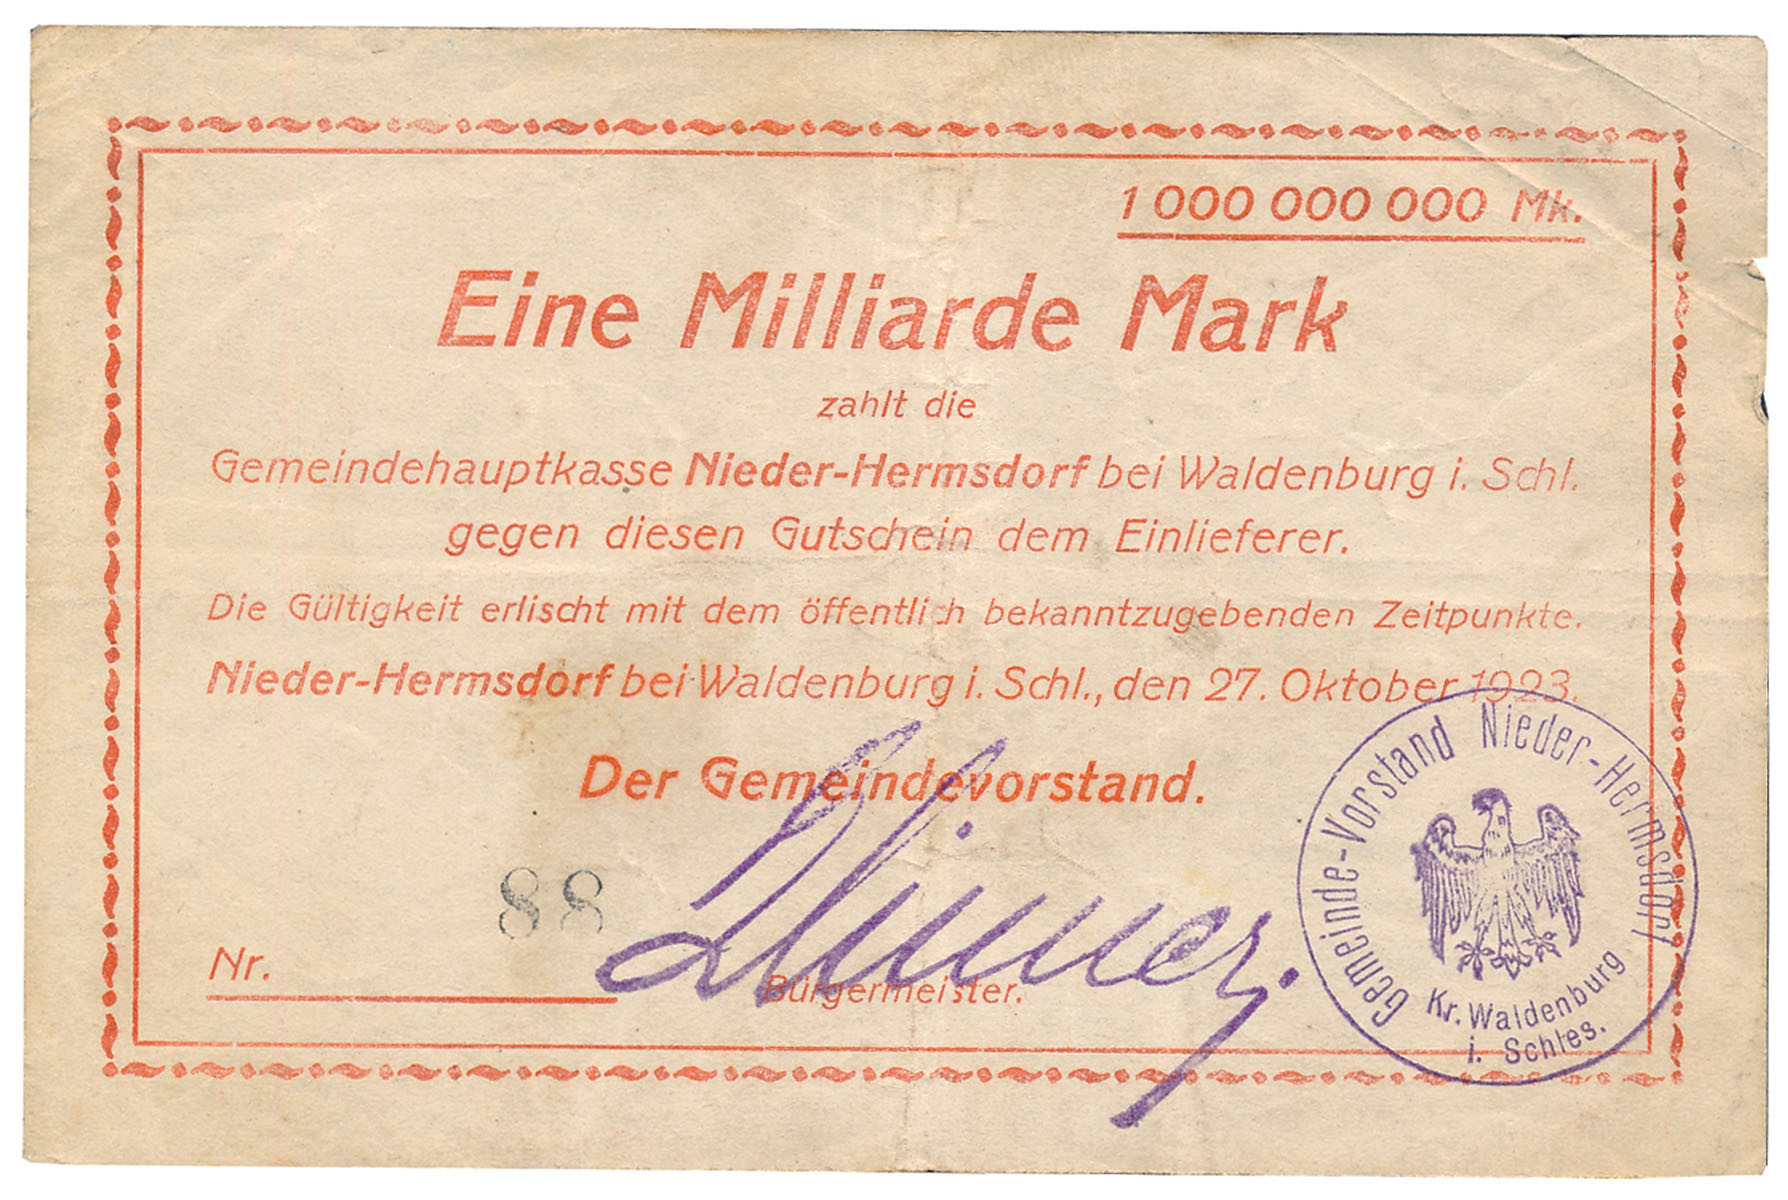 1 000 000 000 Mk.
Eine Milliarde Mark
zahlt die
Gemeindehauptkasse Nieder-Hermsdorf bei Waldenburg i. Schl.
gegen diesen Gutschein dem Einlieferer.
Die Gültigkeit erlischt mit dem öffentlich bekanntzugebenden Zeitpunkte.
Nieder-Hermsdorf bei Waldenburg i. Schl., den 27. Oktober 1923.
Der Gemeindevorstand.
88
Nr.
Bürgermeister.
Gemeinde-Vorstand Nieder-Hermsdorf
Kr. Waldenburg
i. Schles.